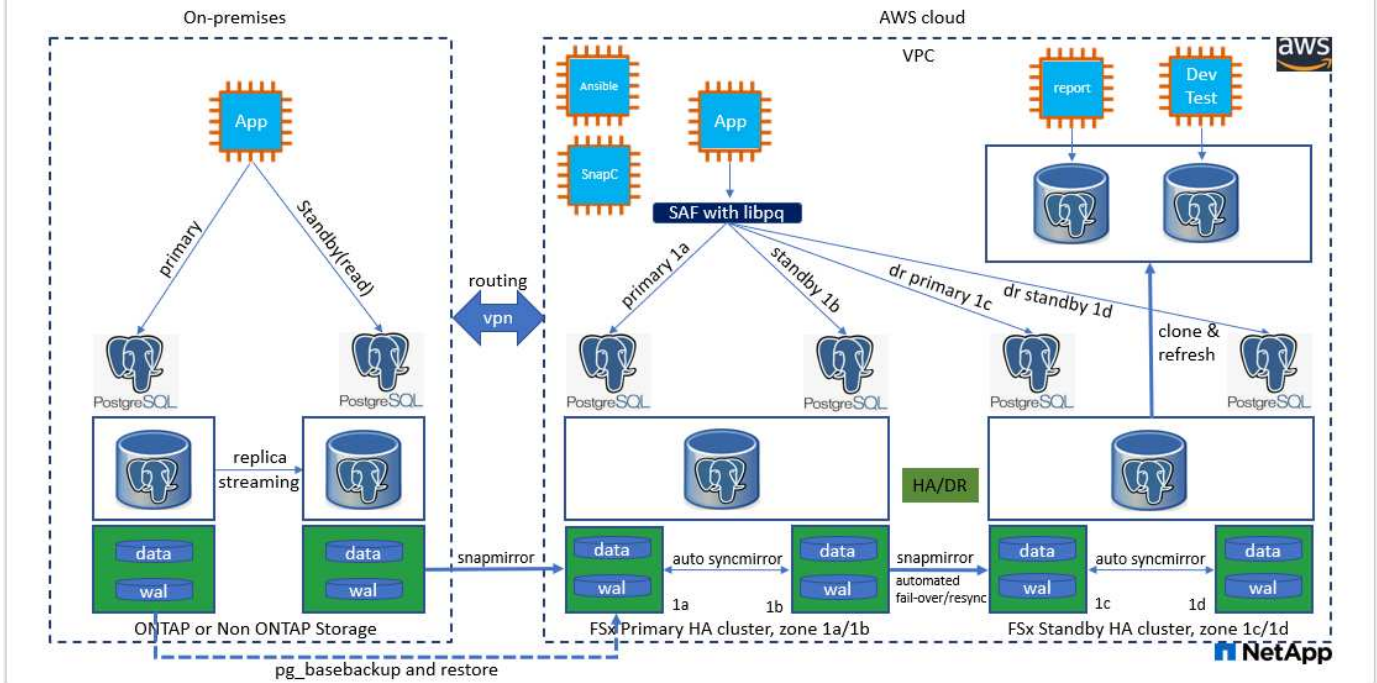 On-premises
AWS cloud
VPC
aws
App
Ansible
SnapC
App
report
Dev
Test
SAF with libpq
primary
Standby(read)
primary 1a
standby 1b
dr primary 1c
dr standby 1d
routing
vpn
clone &
refresh
PostgreSQL
PostgreSQL
PostgreSQL
PostgreSQL
PostgreSQL
PostgreSQL
replica
streaming
HA/DR
data
wal
data
wal
snapmirror
data
wal
1a
auto syncmirror
1b
data
wal
snapmirror
automated
fail-over/resync
data
wal
1c
auto syncmirror
1d
data
wal
ONTAP or Non ONTAP Storage
FSx Primary HA cluster, zone 1a/1b
FSx Standby HA cluster, zone 1c/1d
pg_basebackup and restore
NetApp